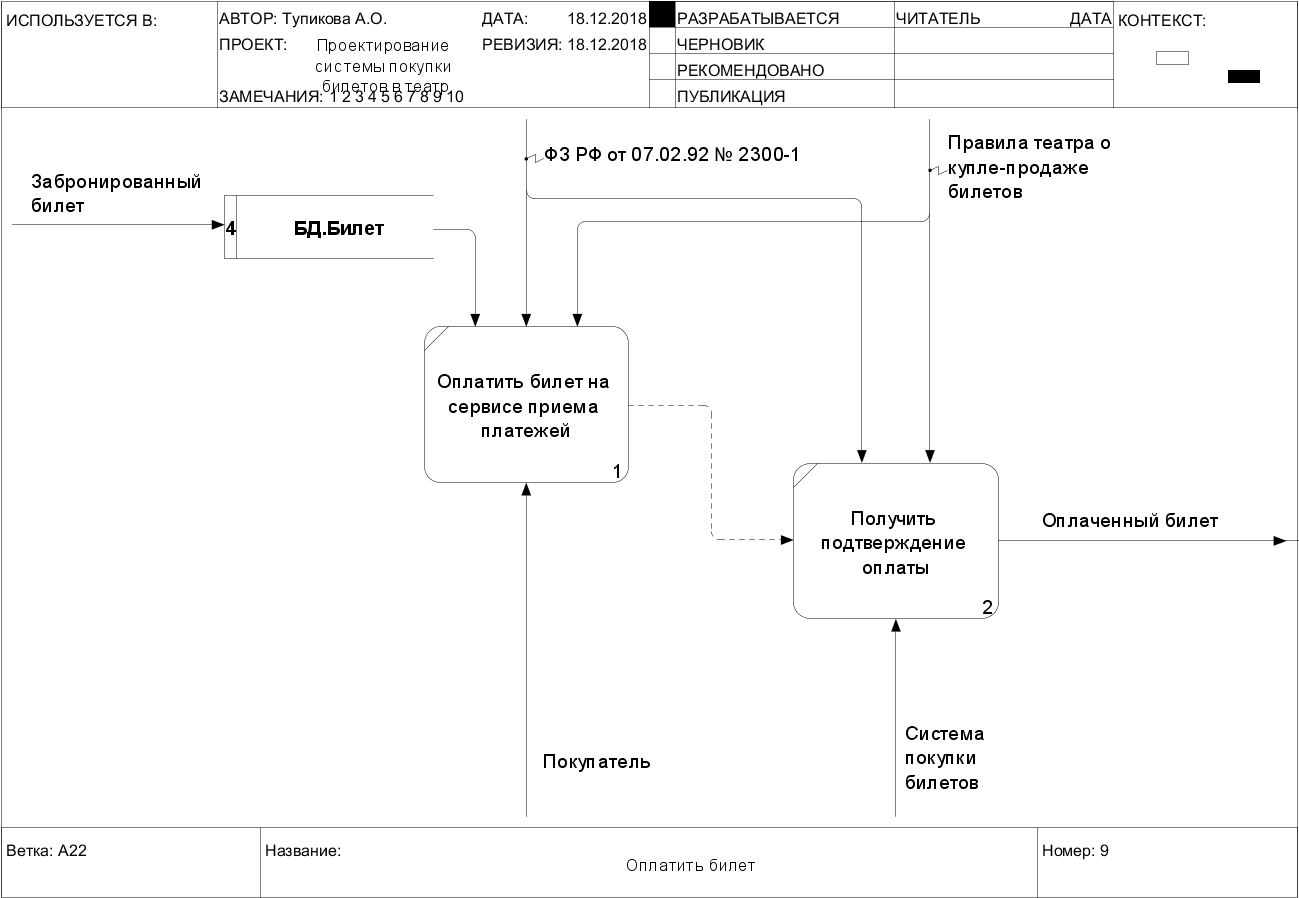 ИСПОЛЬЗУЕТСЯ В:
АВТОР: Тупикова А.О.
ДАТА: 18.12.2018
ПРОЕКТ: Проектирование
системы покупки
билетов в театр
РЕВИЗИЯ: 18.12.2018
ЗАМЕЧАНИЯ: 1 2 3 4 5 6 7 8 9 10
РАЗРАБАТЫВАЕТСЯ
ЧЕРНОВИК
РЕКОМЕНДОВАНО
ПУБЛИКАЦИЯ
ЧИТАТЕЛЬ ДАТА
КОНТЕКСТ:
Забронированный
билет
4 БД.Билет
ФЗ РФ от 07.02.92 № 2300-1
Правила театра о
купле-продаже
билетов
Оплатить билет на
сервисе приема
платежей
1
Получить
подтверждение
оплаты
2
Оплаченный билет
Покупатель
Система
покупки
билетов
Ветка: A22
Название:
Оплатить билет
Номер: 9